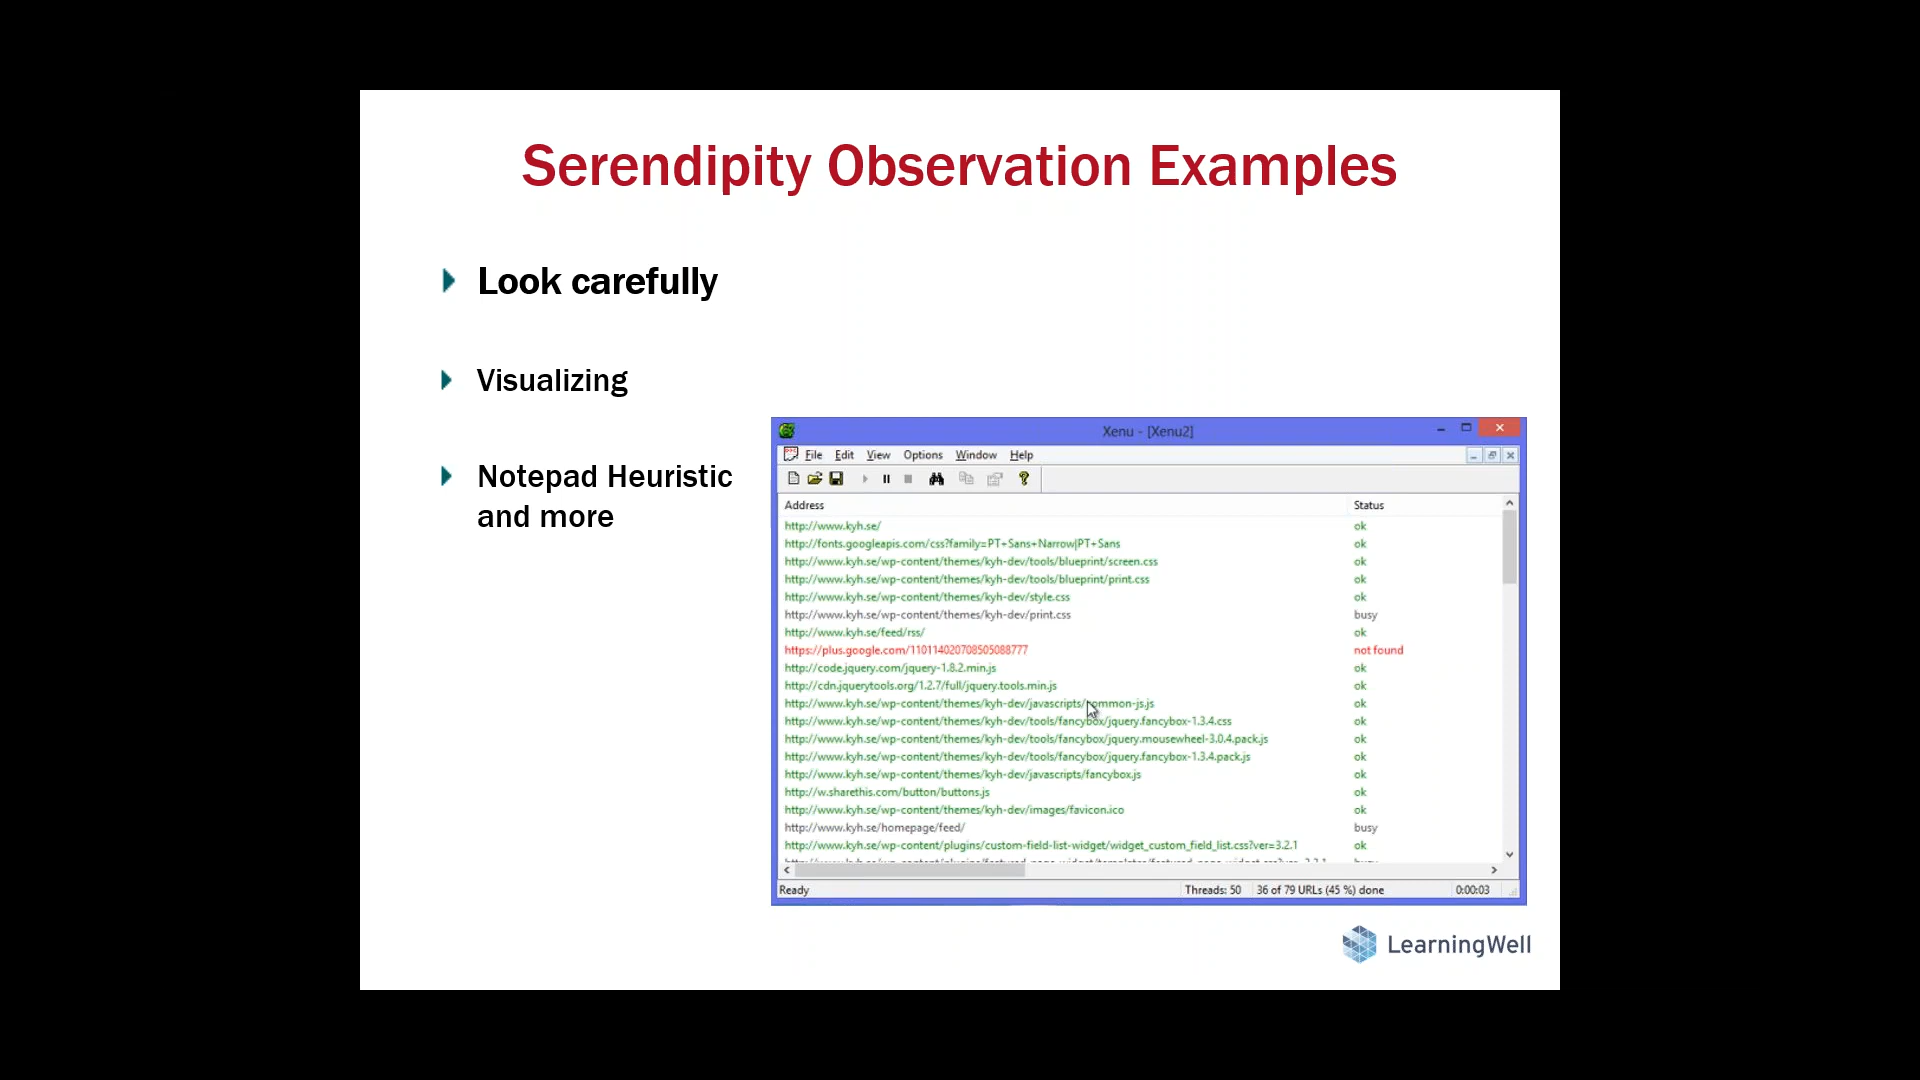 Serendipity Observation Examples
Look carefully
Visualizing
Notepad Heuristic
and more
Xenu - [Xenu2]
File Edit View Options Window Help
Address Status
http://www.kyh.se/ ok
http://fonts.googleapis.com/css?family=PT+Sans+Narrow|PT+Sans ok
http://www.kyh.se/wp-content/themes/kyh-dev/tools/blueprint/screen.css ok
http://www.kyh.se/wp-content/themes/kyh-dev/tools/blueprint/print.css ok
http://www.kyh.se/wp-content/themes/kyh-dev/style.css ok
http://www.kyh.se/wp-content/themes/kyh-dev/print.css busy
http://www.kyh.se/feed/rss/ ok
https://plus.google.com/110114020708505088777 not found
http://code.jquery.com/jquery-1.8.2.min.js ok
http://cdn.jquerytools.org/1.2.7/full/jquery.tools.min.js ok
http://www.kyh.se/wp-content/themes/kyh-dev/javascripts/common-js.js ok
http://www.kyh.se/wp-content/themes/kyh-dev/tools/fancybox/jquery.fancybox-1.3.4.css ok
http://www.kyh.se/wp-content/themes/kyh-dev/tools/fancybox/jquery.mousewheel-3.0.4.pack.js ok
http://www.kyh.se/wp-content/themes/kyh-dev/tools/fancybox/jquery.fancybox-1.3.4.pack.js ok
http://www.kyh.se/wp-content/themes/kyh-dev/javascripts/fancybox.js ok
http://w.sharethis.com/button/buttons.js ok
http://www.kyh.se/wp-content/themes/kyh-dev/images/favicon.ico ok
http://www.kyh.se/homepage/feed/ busy
http://www.kyh.se/wp-content/plugins/custom-field-list-widget/widget_custom_field_list.css?ver=3.2.1 ok
Ready Threads: 50 36 of 79 URLs (45 %) done 0:00:03
LearningWell